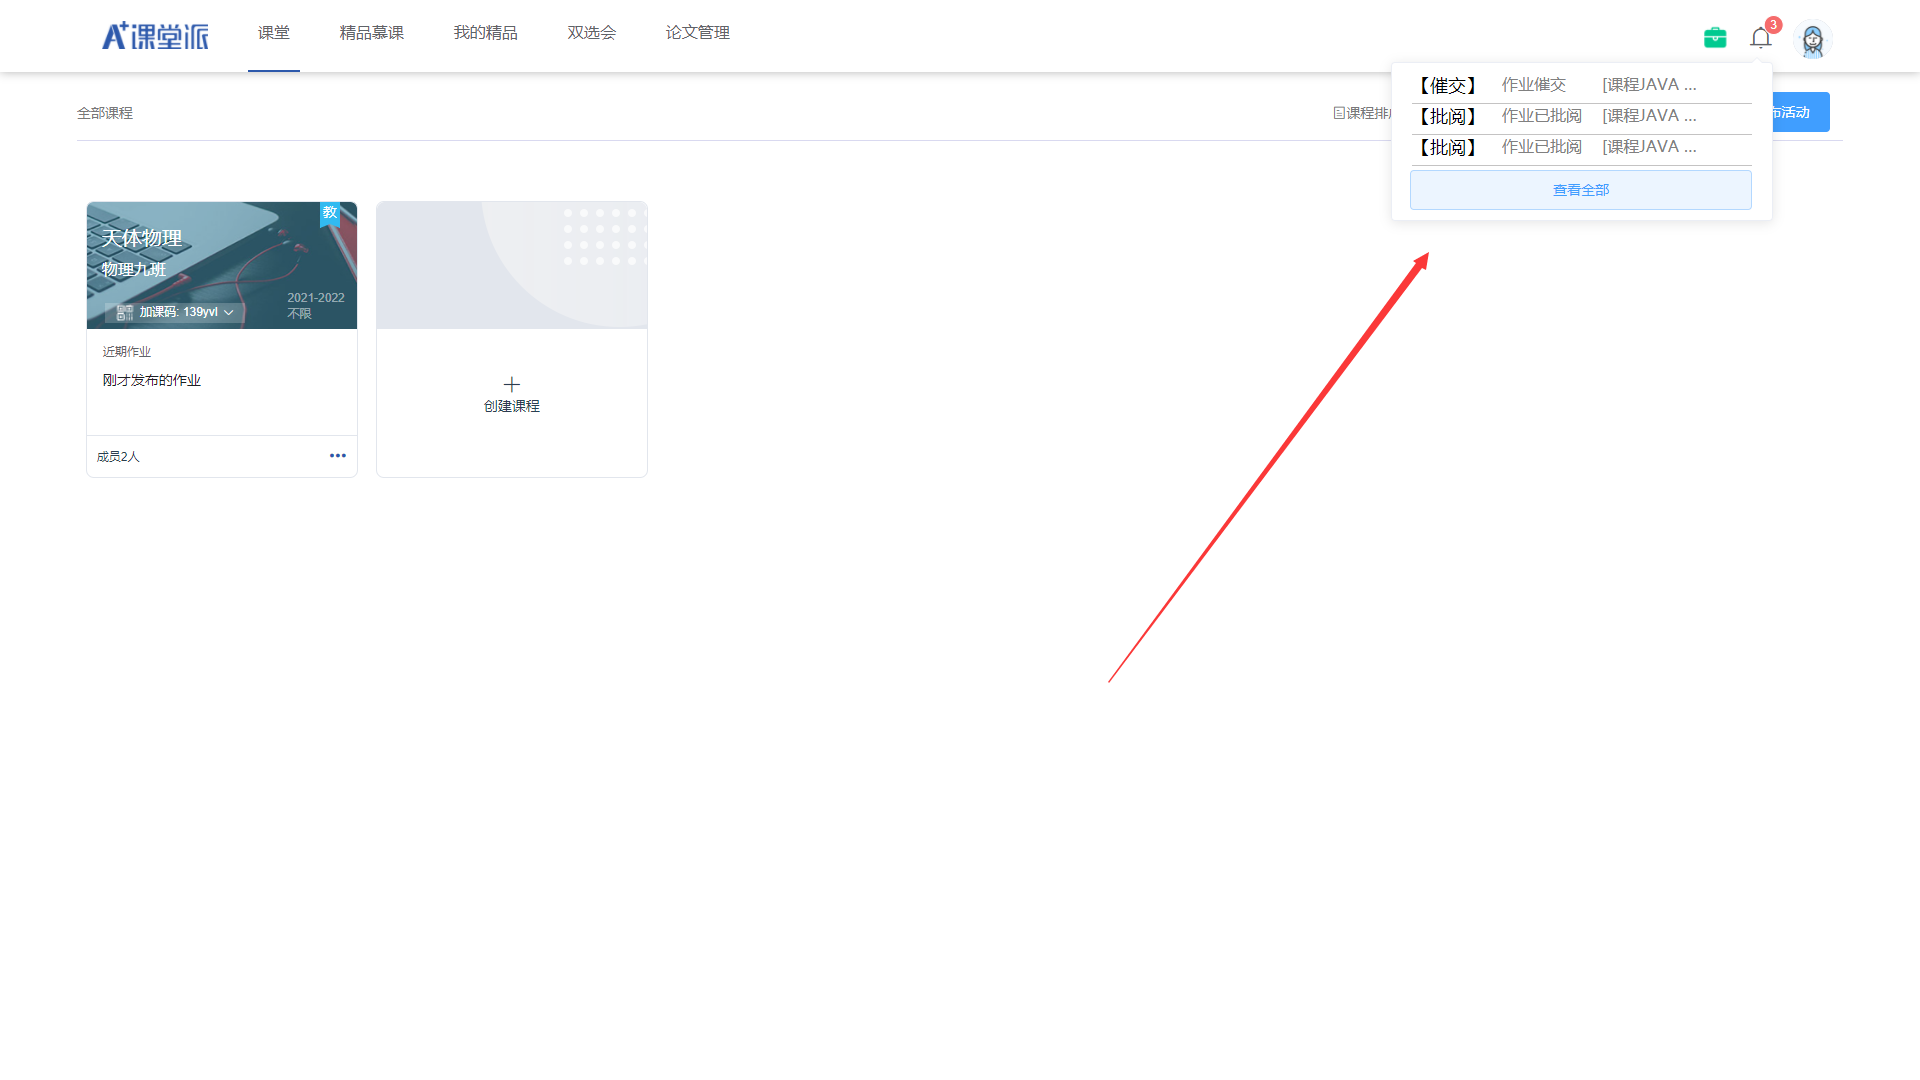 A+课堂派
课堂
精品慕课
我的精品
双选会
论文管理
3
全部课程
课程排
布活动
【催交】 作业催交 [课程JAVA ...
【批阅】 作业已批阅 [课程JAVA ...
【批阅】 作业已批阅 [课程JAVA ...
查看全部
教
天体物理
物理九班
加课码: 139yvl
2021-2022
不限
近期作业
刚才发布的作业
成员2人
创建课程